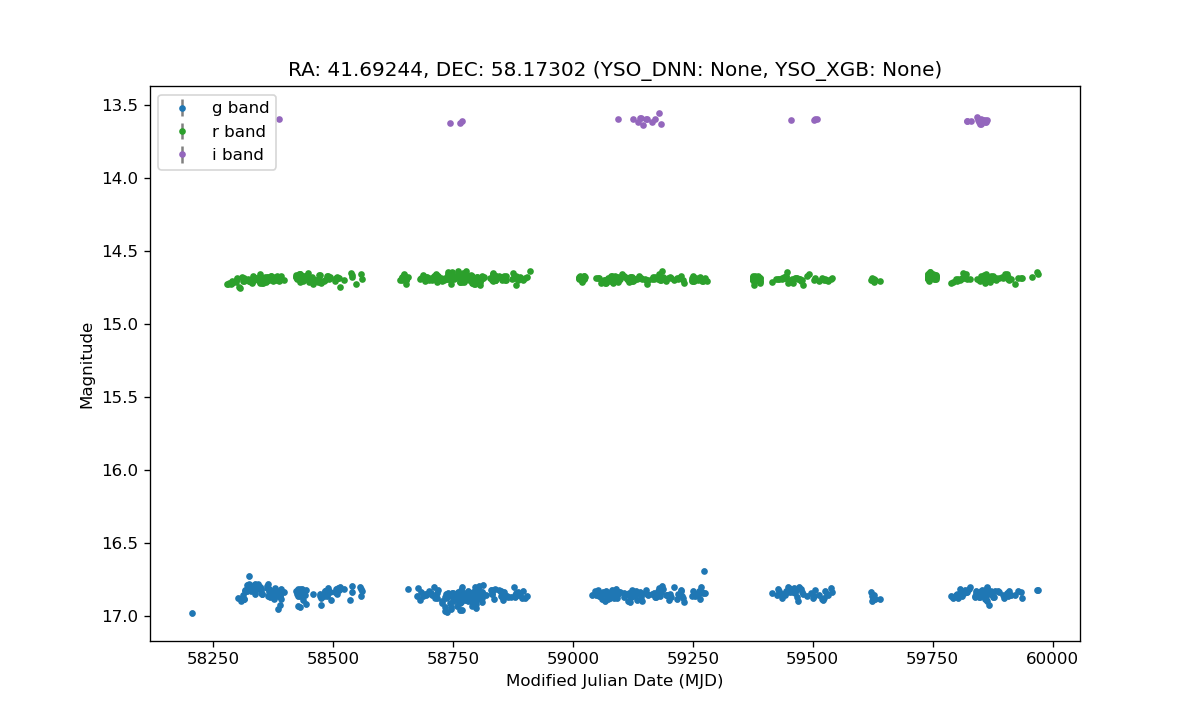 RA: 41.69244, DEC: 58.17302 (YSO_DNN: None, YSO_XGB: None)
g band
r band
i band
13.5
14.0
14.5
15.0
15.5
16.0
16.5
17.0
Magnitude
58250
58500
58750
59000
59250
59500
59750
60000
Modified Julian Date (MJD)